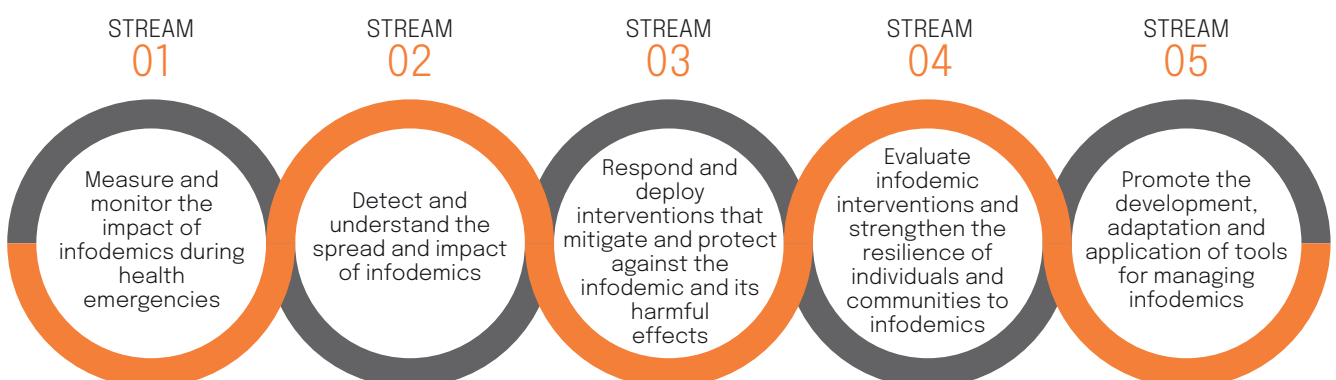 STREAM
01
Measure and
monitor the
impact of
infodemics during
health
emergencies
STREAM
02
Detect and
understand the
spread and impact
of infodemics
STREAM
03
Respond and
deploy
interventions that
mitigate and protect
against the
infodemic and its
harmful
effects
STREAM
04
Evaluate
infodemic
interventions and
strengthen the
resilience of
individuals and
communities to
infodemics
STREAM
05
Promote the
development,
adaptation and
application of tools
for managing
infodemics